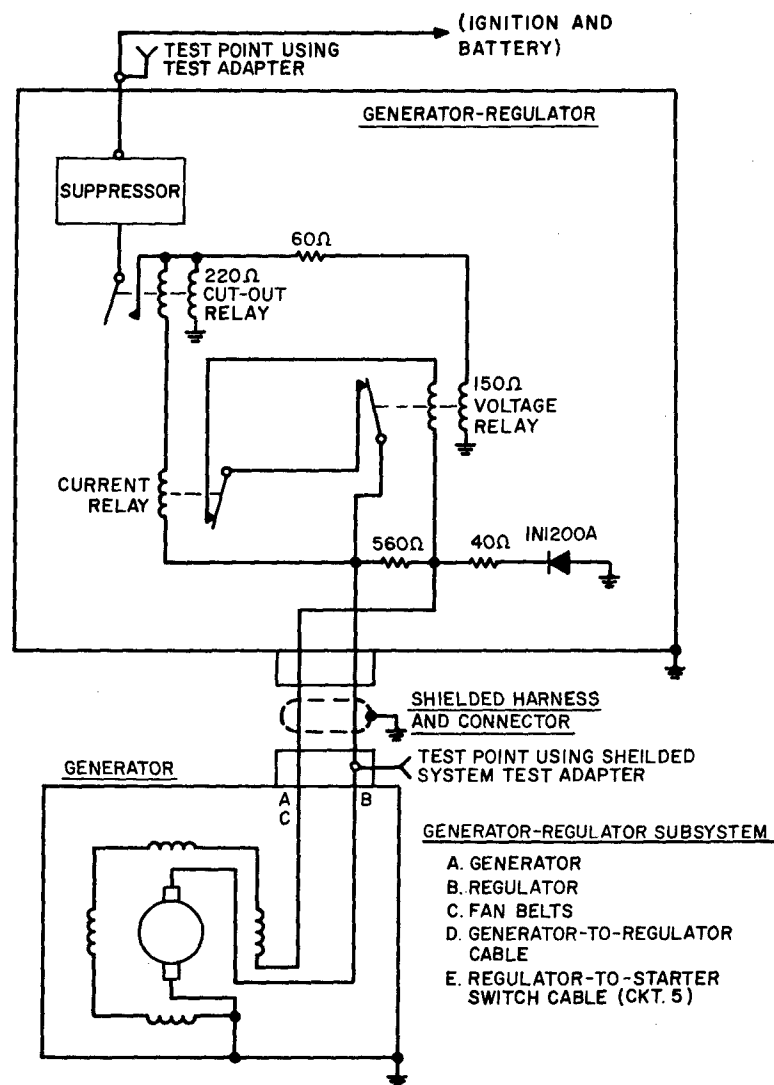 (IGNITION AND
BATTERY)
TEST POINT USING
TEST ADAPTER
GENERATOR-REGULATOR
SUPPRESSOR
60Ω
220Ω
CUT-OUT
RELAY
150Ω
VOLTAGE
RELAY
CURRENT
RELAY
560Ω
40Ω
1N1200A
SHIELDED HARNESS
AND CONNECTOR
TEST POINT USING SHEILDED
SYSTEM TEST ADAPTER
GENERATOR
A
C
B
GENERATOR-REGULATOR SUBSYSTEM
A. GENERATOR
B. REGULATOR
C. FAN BELTS
D. GENERATOR-TO-REGULATOR
CABLE
E. REGULATOR-TO-STARTER
SWITCH CABLE (CKT. 5)